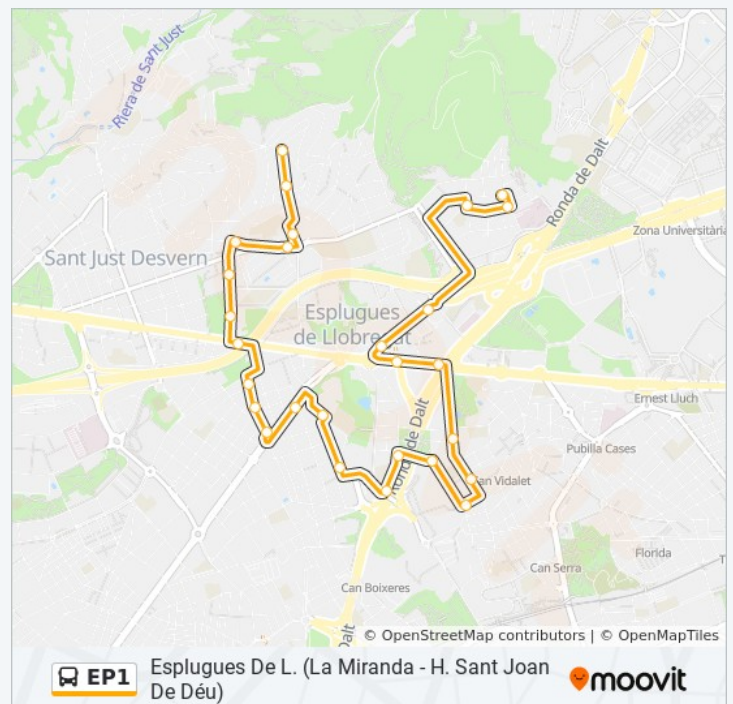 Riera de Sant Just
Ronda de Dalt
Zona Universitària
Sant Just Desvern
Esplugues
de Llobregat
Ernest Lluch
Ronda de Dalt
Pubilla Cases
Can Vidalet
Florida
Can Serra
Can Boixeres
Dalt
© OpenStreetMap contributors | © OpenMapTiles
EP1
Esplugues De L. (La Miranda - H. Sant Joan
De Déu)
moovit